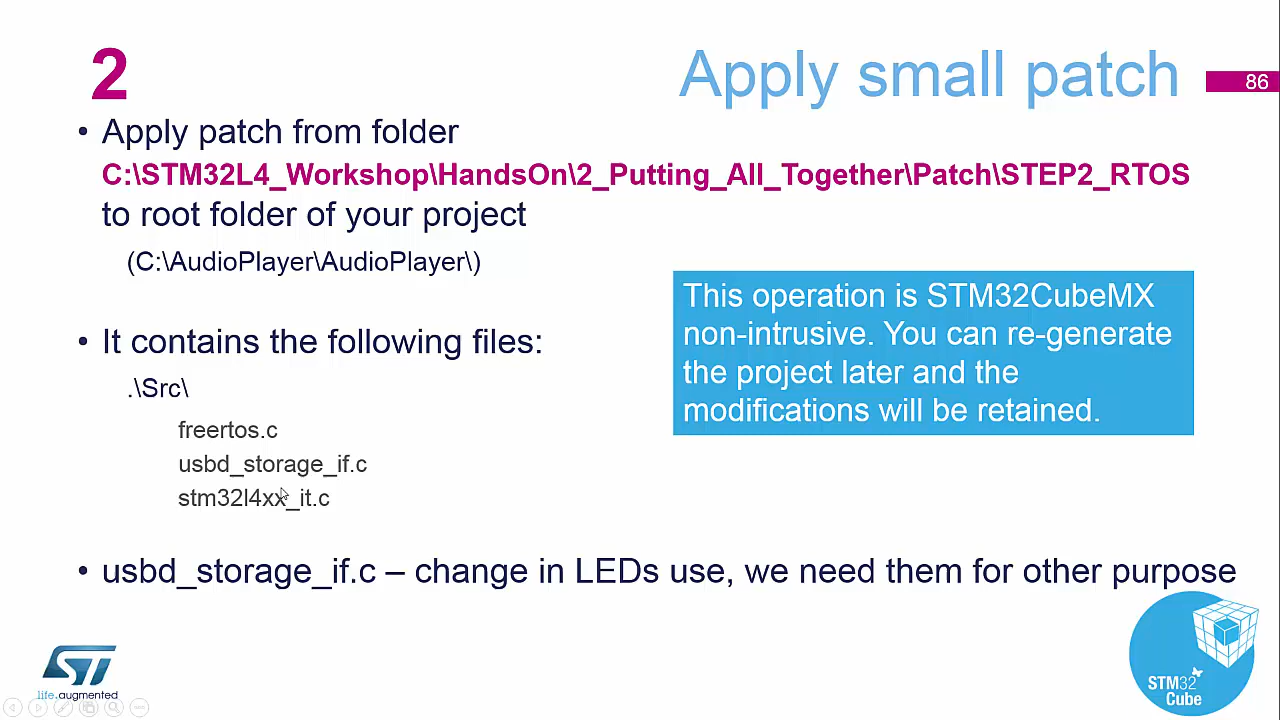 2
Apply small patch
86
• Apply patch from folder
C:\STM32L4_Workshop\HandsOn\2_Putting_All_Together\Patch\STEP2_RTOS
to root folder of your project
(C:\AudioPlayer\AudioPlayer\)
This operation is STM32CubeMX
non-intrusive. You can re-generate
the project later and the
modifications will be retained.
• It contains the following files:
.\Src\
freertos.c
usbd_storage_if.c
stm32l4xx_it.c
• usbd_storage_if.c – change in LEDs use, we need them for other purpose
ST
life.augmented
STM32
Cube